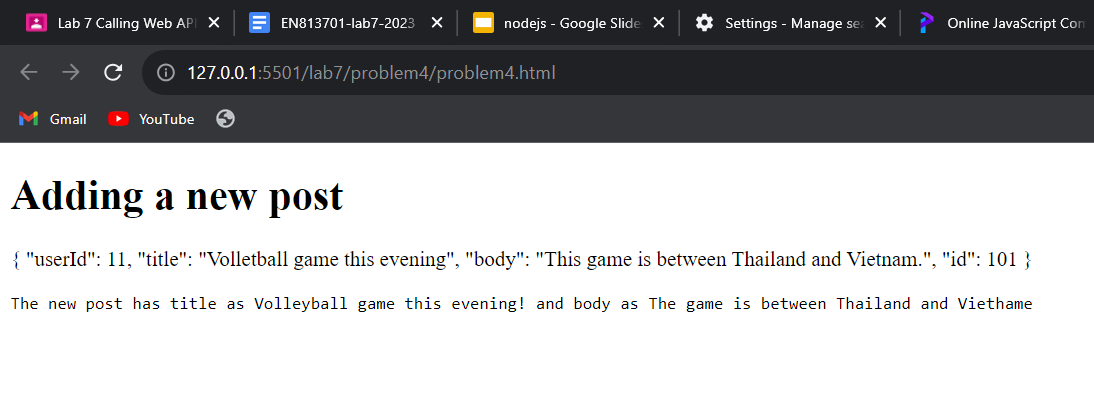 Lab 7 Calling Web AP
EN813701-lab7-2023
nodejs - Google Slide
Settings - Manage sea
Online JavaScript Com
127.0.0.1:5501/lab7/problem4/problem4.html
Gmail
YouTube
Adding a new post
{ "userId": 11, "title": "Volletball game this evening", "body": "This game is between Thailand and Vietnam.", "id": 101 }
The new post has title as Volleyball game this evening! and body as The game is between Thailand and Viethame